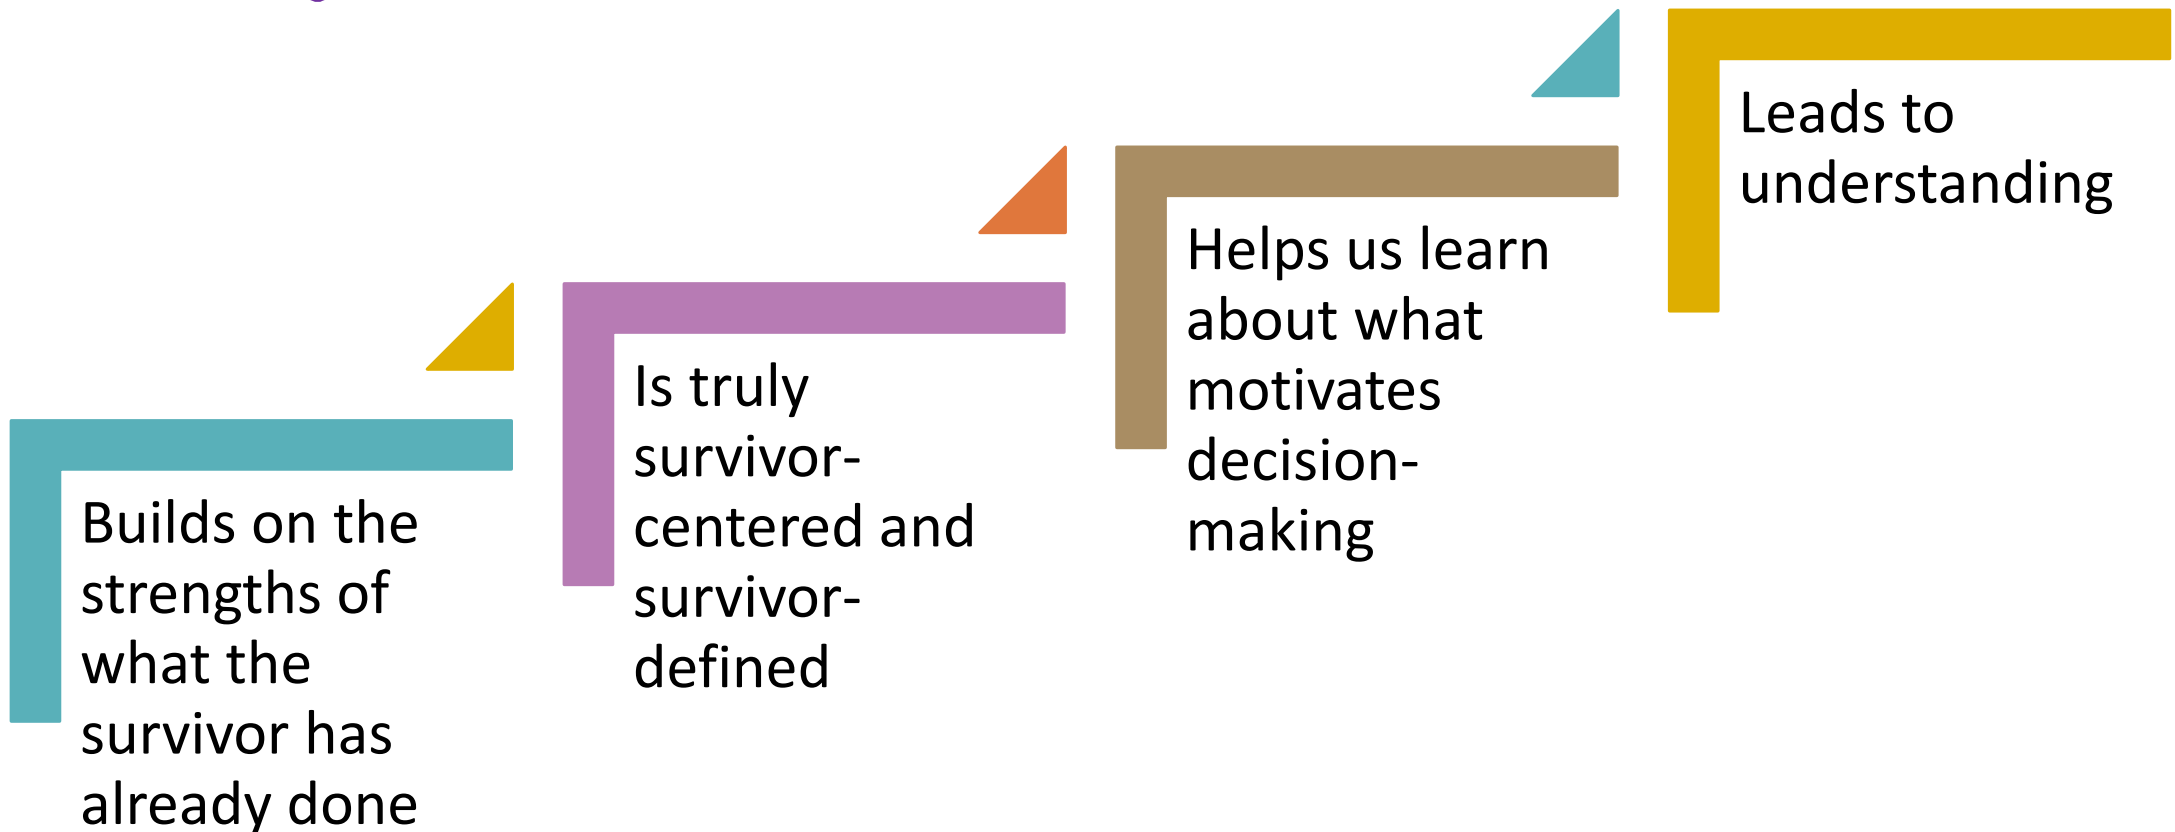 Builds on the
strengths of
what the
survivor has
already done
Is truly
survivor-
centered and
survivor-
defined
Helps us learn
about what
motivates
decision-
making
Leads to
understanding